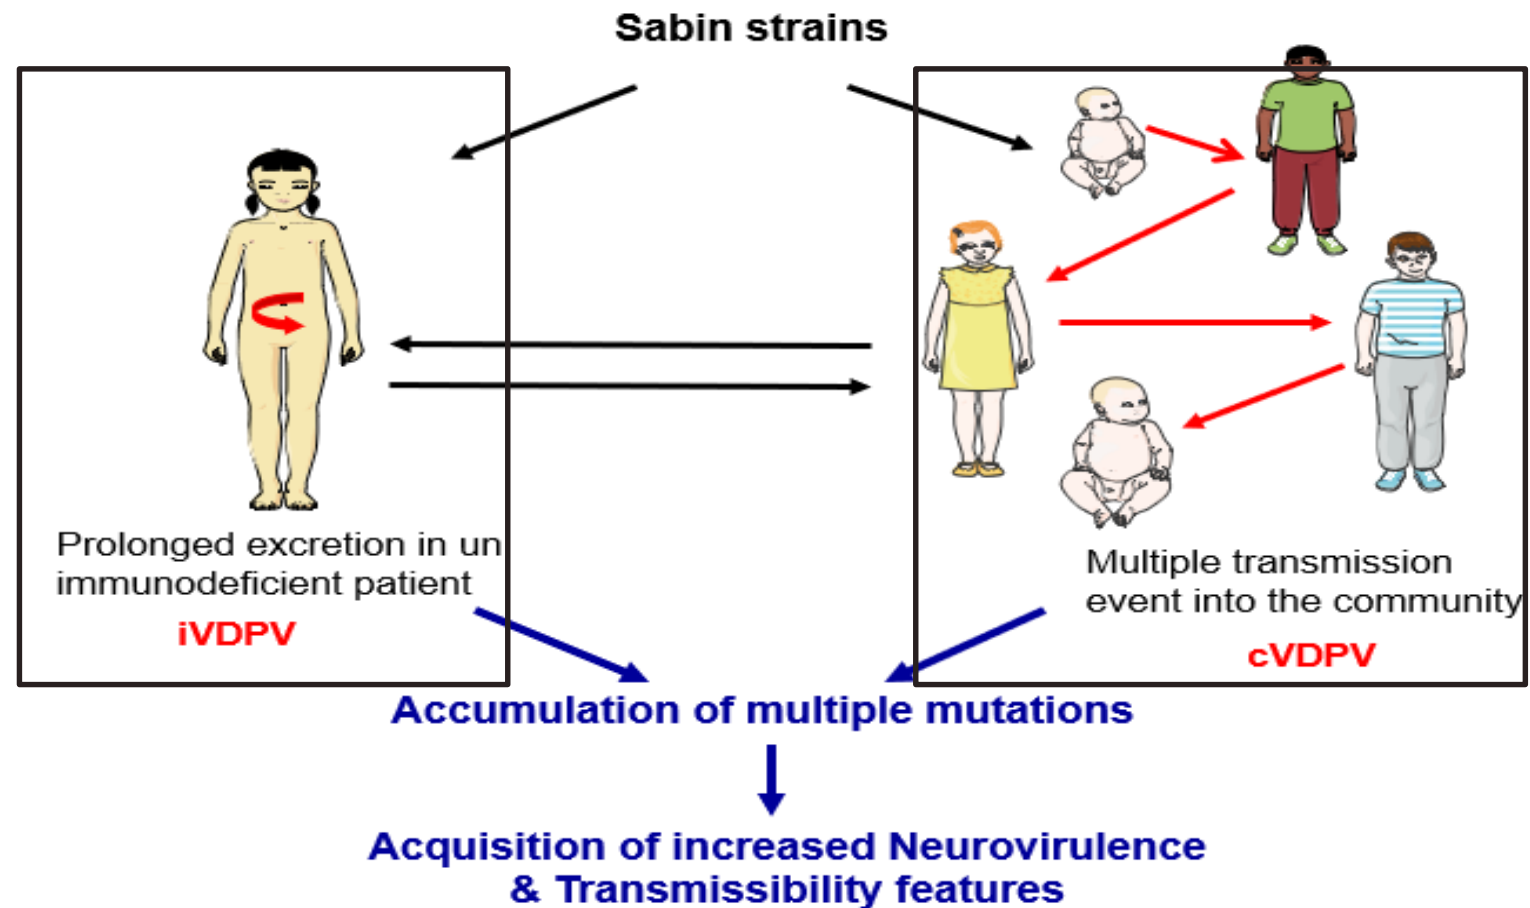 Sabin strains
Prolonged excretion in un
immunodeficient patient
iVDPV
Multiple transmission
event into the community
cVDPV
Accumulation of multiple mutations
Acquisition of increased Neurovirulence
& Transmissibility features